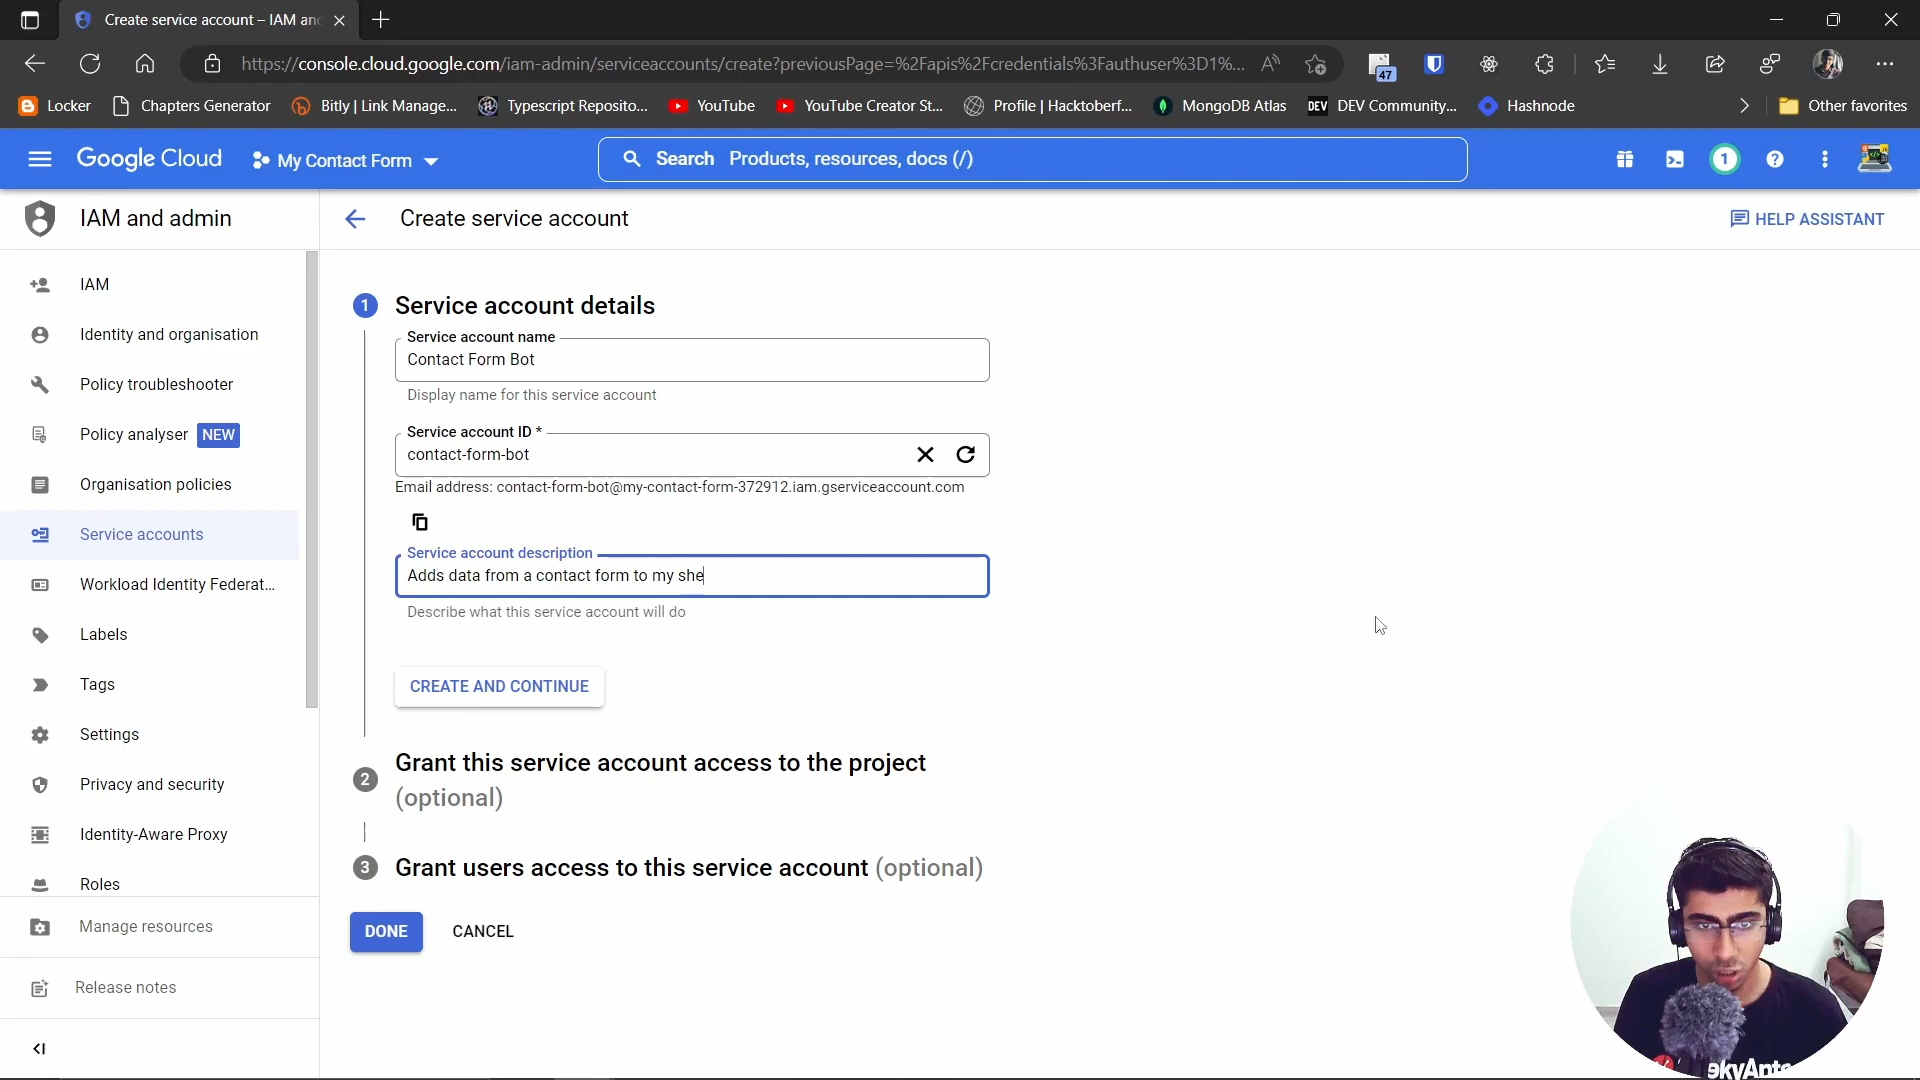 Create service account – IAM an
https://console.cloud.google.com/iam-admin/serviceaccounts/create?previousPage=%2Fapis%2Fcredentials%3Fauthuser%3D1%...
47
Locker
Chapters Generator
Bitly | Link Manage...
Typescript Reposito...
YouTube
YouTube Creator St...
Profile | Hacktoberf...
MongoDB Atlas
DEV DEV Community...
Hashnode
Other favorites
Google Cloud
My Contact Form
Search Products, resources, docs (/)
1
IAM and admin
Create service account
HELP ASSISTANT
IAM
Identity and organisation
Policy troubleshooter
Policy analyser NEW
Organisation policies
Service accounts
Workload Identity Federat...
Labels
Tags
Settings
Privacy and security
Identity-Aware Proxy
Roles
Manage resources
Release notes
1 Service account details
Service account name
Contact Form Bot
Display name for this service account
Service account ID *
contact-form-bot
Email address: contact-form-bot@my-contact-form-372912.iam.gserviceaccount.com
Service account description
Adds data from a contact form to my she
Describe what this service account will do
CREATE AND CONTINUE
2 Grant this service account access to the project
(optional)
3 Grant users access to this service account (optional)
DONE
CANCEL